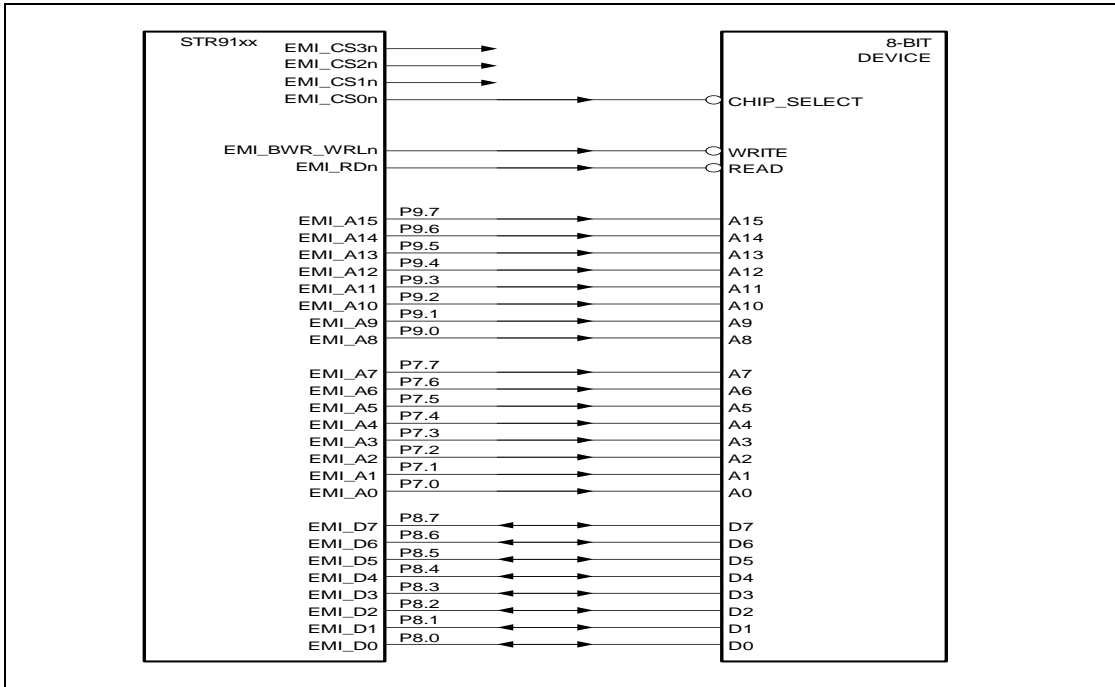 STR91xx 8-BIT
DEVICE
EMI_CS3n
EMI_CS2n
EMI_CS1n
EMI_CS0n CHIP_SELECT
EMI_BWR_WRLn WRITE
EMI_RDn READ
EMI_A15 P9.7 A15
EMI_A14 P9.6 A14
EMI_A13 P9.5 A13
EMI_A12 P9.4 A12
EMI_A11 P9.3 A11
EMI_A10 P9.2 A10
EMI_A9 P9.1 A9
EMI_A8 P9.0 A8
EMI_A7 P7.7 A7
EMI_A6 P7.6 A6
EMI_A5 P7.5 A5
EMI_A4 P7.4 A4
EMI_A3 P7.3 A3
EMI_A2 P7.2 A2
EMI_A1 P7.1 A1
EMI_A0 P7.0 A0
EMI_D7 P8.7 D7
EMI_D6 P8.6 D6
EMI_D5 P8.5 D5
EMI_D4 P8.4 D4
EMI_D3 P8.3 D3
EMI_D2 P8.2 D2
EMI_D1 P8.1 D1
EMI_D0 P8.0 D0